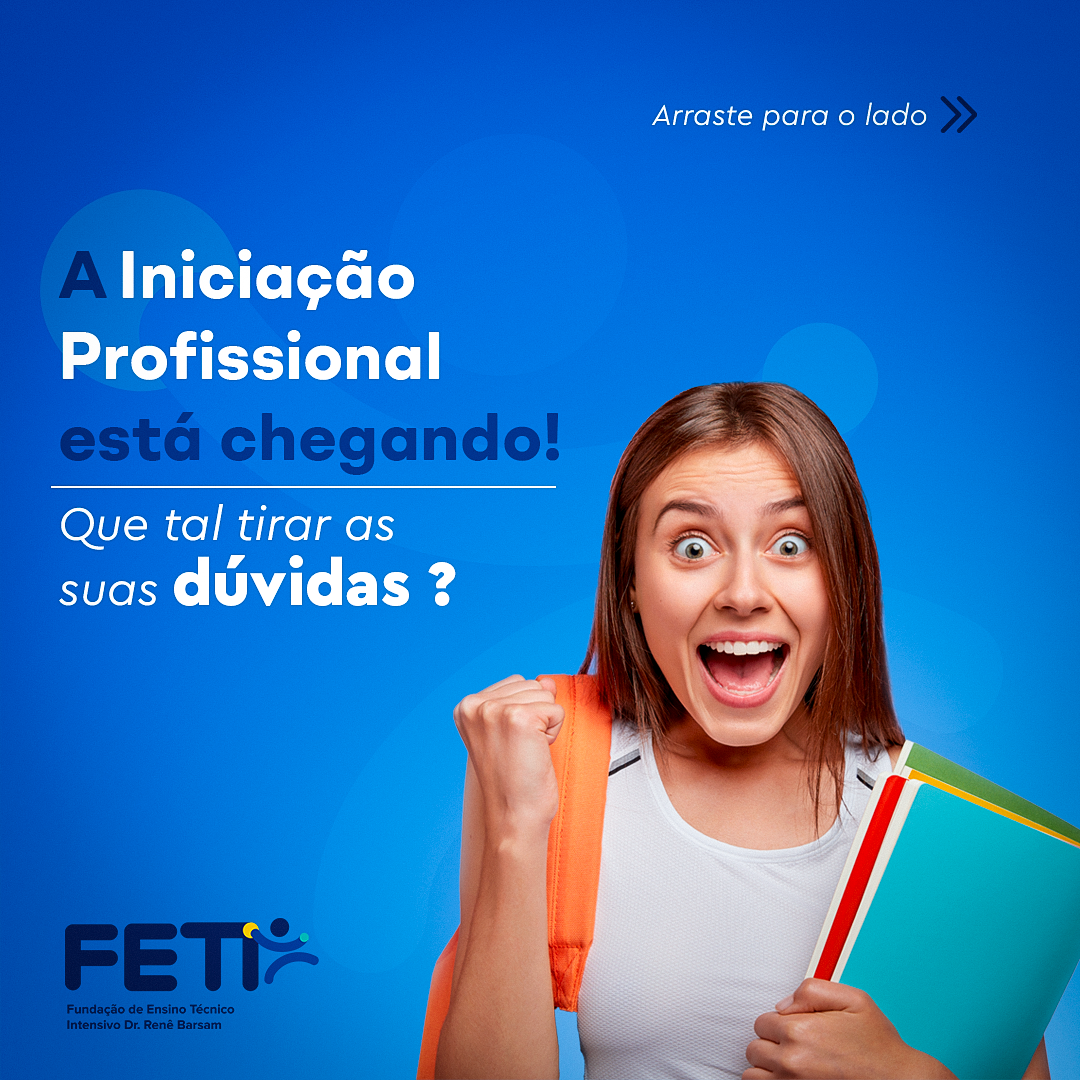 Arraste para o lado
A Iniciação
Profissional
está chegando!
Que tal tirar as
suas dúvidas ?
FETI
Fundação de Ensino Técnico
Intensivo Dr. Renê Barsam